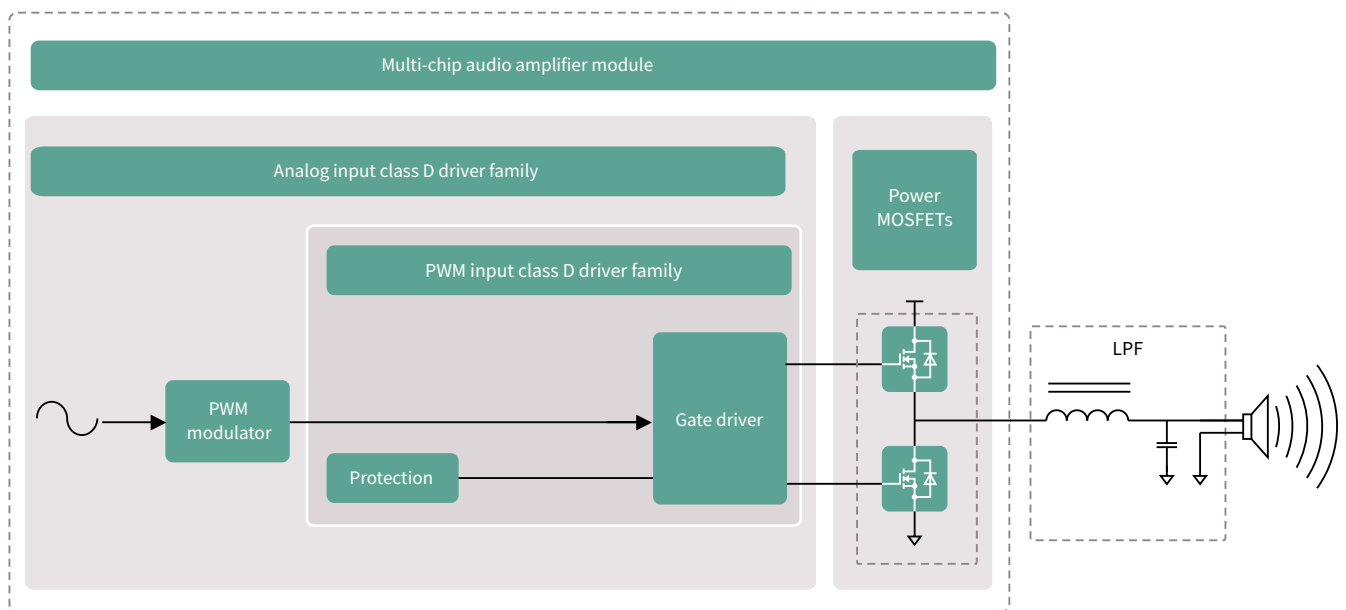 Multi-chip audio amplifier module
Analog input class D driver family
Power
MOSFETs
PWM input class D driver family
LPF
PWM
modulator
Gate driver
Protection